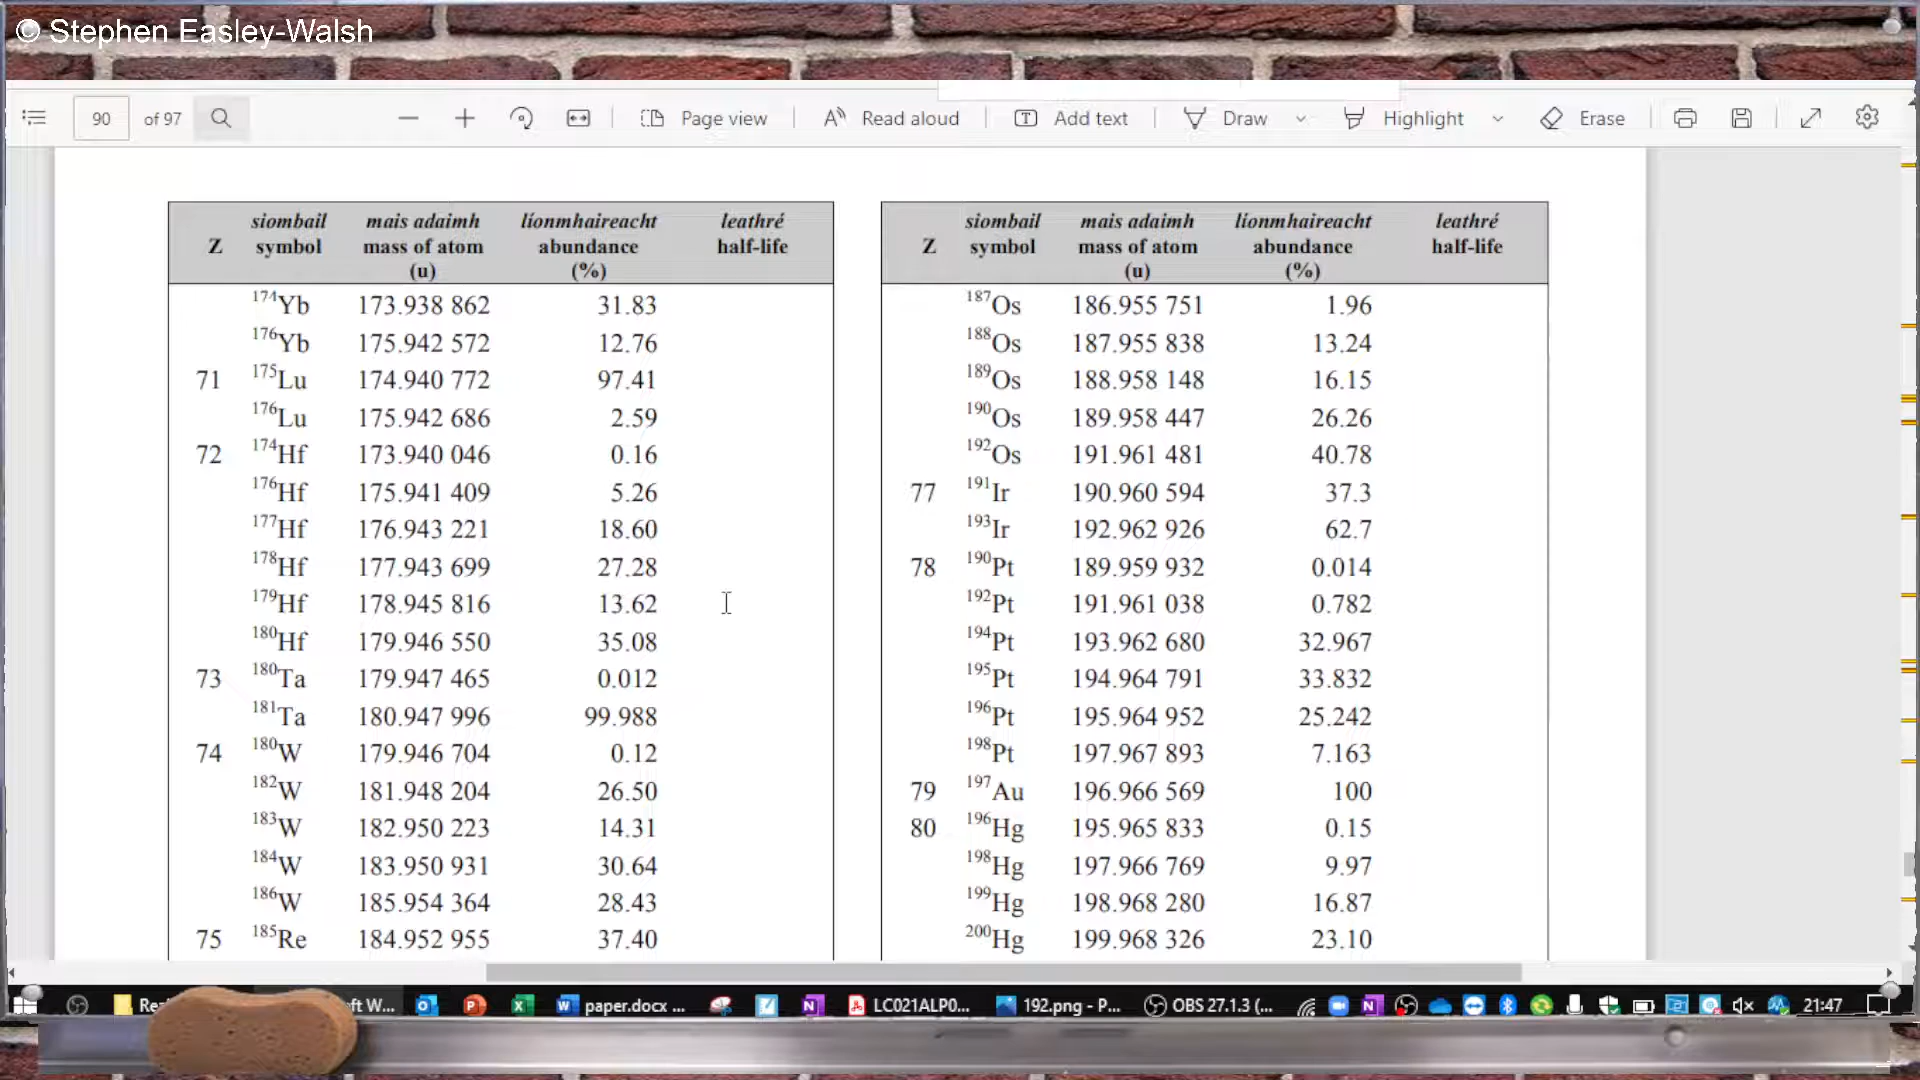 © Stephen Easley-Walsh
90 of 97 Page view Read aloud Add text Draw Highlight Erase
siombail mais adaimh líonmhaireacht leathré
Z symbol mass of atom abundance half-life
(u) (%)
174Yb 173.938 862 31.83
176Yb 175.942 572 12.76
71 175Lu 174.940 772 97.41
176Lu 175.942 686 2.59
72 174Hf 173.940 046 0.16
176Hf 175.941 409 5.26
177Hf 176.943 221 18.60
178Hf 177.943 699 27.28
179Hf 178.945 816 13.62
180Hf 179.946 550 35.08
73 180Ta 179.947 465 0.012
181Ta 180.947 996 99.988
74 180W 179.946 704 0.12
182W 181.948 204 26.50
183W 182.950 223 14.31
184W 183.950 931 30.64
186W 185.954 364 28.43
75 185Re 184.952 955 37.40
siombail mais adaimh líonmhaireacht leathré
Z symbol mass of atom abundance half-life
(u) (%)
187Os 186.955 751 1.96
188Os 187.955 838 13.24
189Os 188.958 148 16.15
190Os 189.958 447 26.26
192Os 191.961 481 40.78
77 191Ir 190.960 594 37.3
193Ir 192.962 926 62.7
78 190Pt 189.959 932 0.014
192Pt 191.961 038 0.782
194Pt 193.962 680 32.967
195Pt 194.964 791 33.832
196Pt 195.964 952 25.242
198Pt 197.967 893 7.163
79 197Au 196.966 569 100
80 196Hg 195.965 833 0.15
198Hg 197.966 769 9.97
199Hg 198.968 280 16.87
200Hg 199.968 326 23.10
Rea ft W... paper.docx ... LC021ALP0... 192.png - P... OBS 27.1.3 (... 21:47